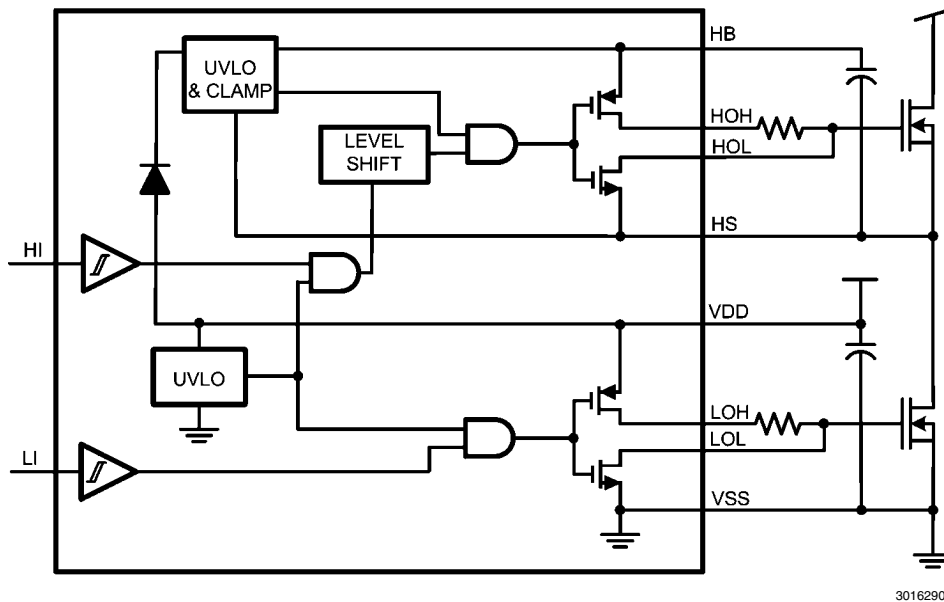 HB
UVLO
& CLAMP
HOH
LEVEL
SHIFT
HOL
HS
HI
VDD
UVLO
LOH
LOL
LI
VSS
3016290